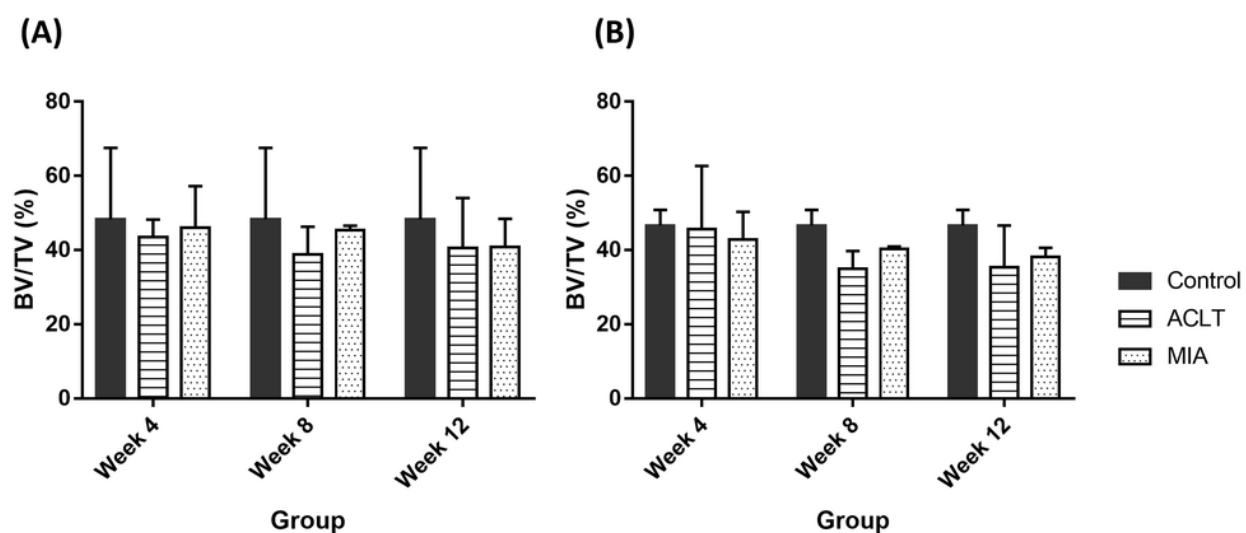 (A)
BV/TV (%)
80
60
40
20
0
Week 4
Week 8
Week 12
Group
(B)
BV/TV (%)
80
60
40
20
0
Week 4
Week 8
Week 12
Group
Control
ACLT
MIA